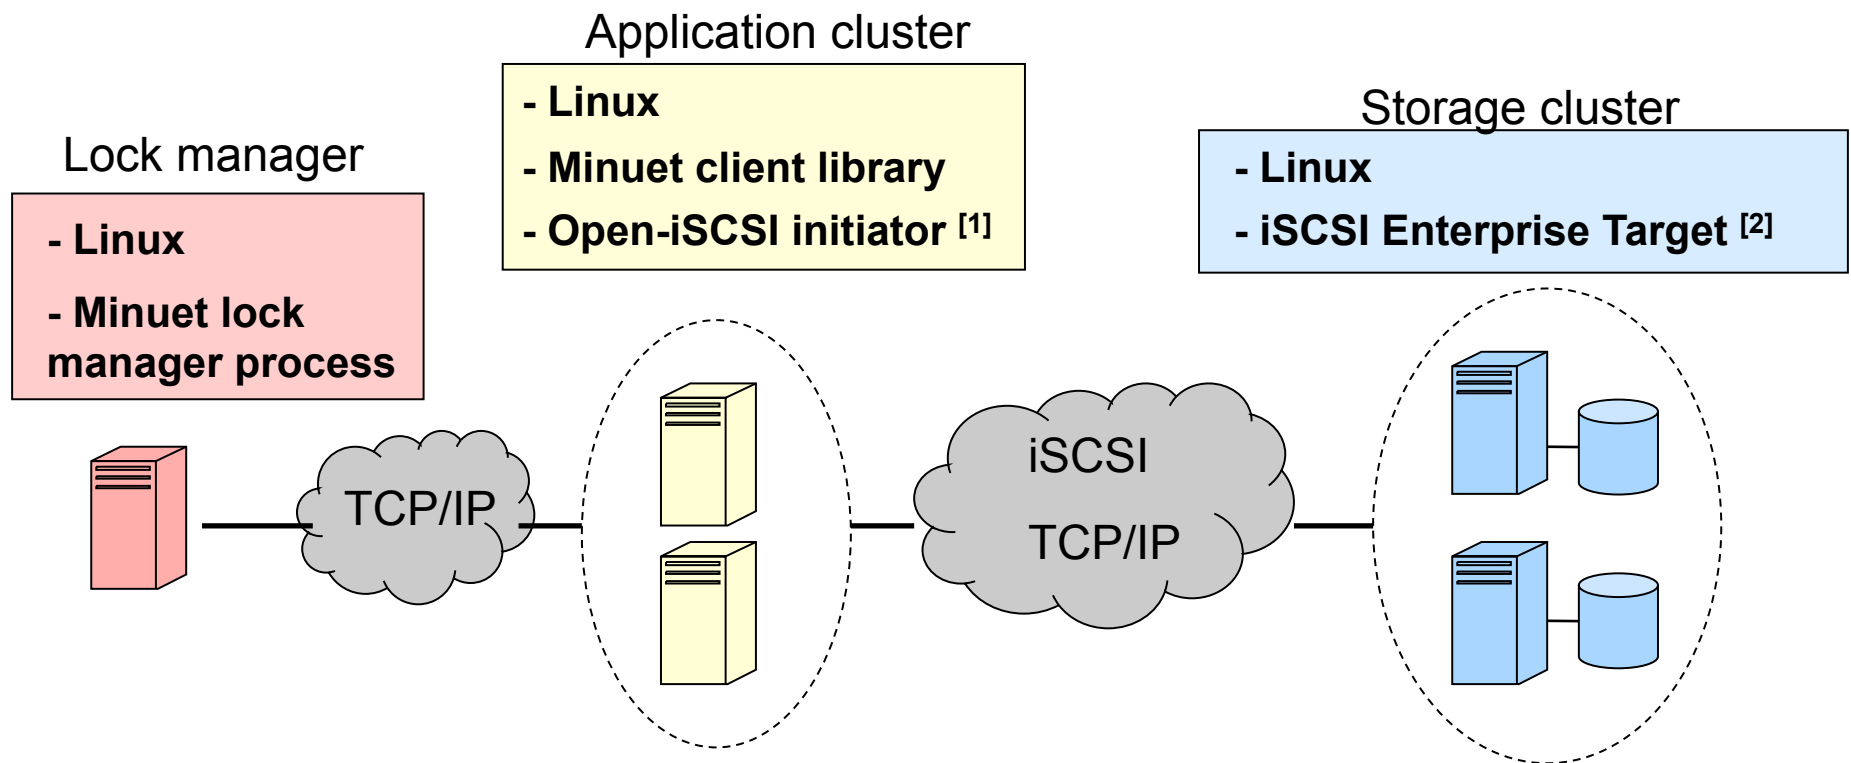 Application cluster
- Linux
- Minuet client library
- Open-iSCSI initiator [1]
Storage cluster
- Linux
- iSCSI Enterprise Target [2]
Lock manager
- Linux
- Minuet lock
manager process
TCP/IP
iSCSI
TCP/IP